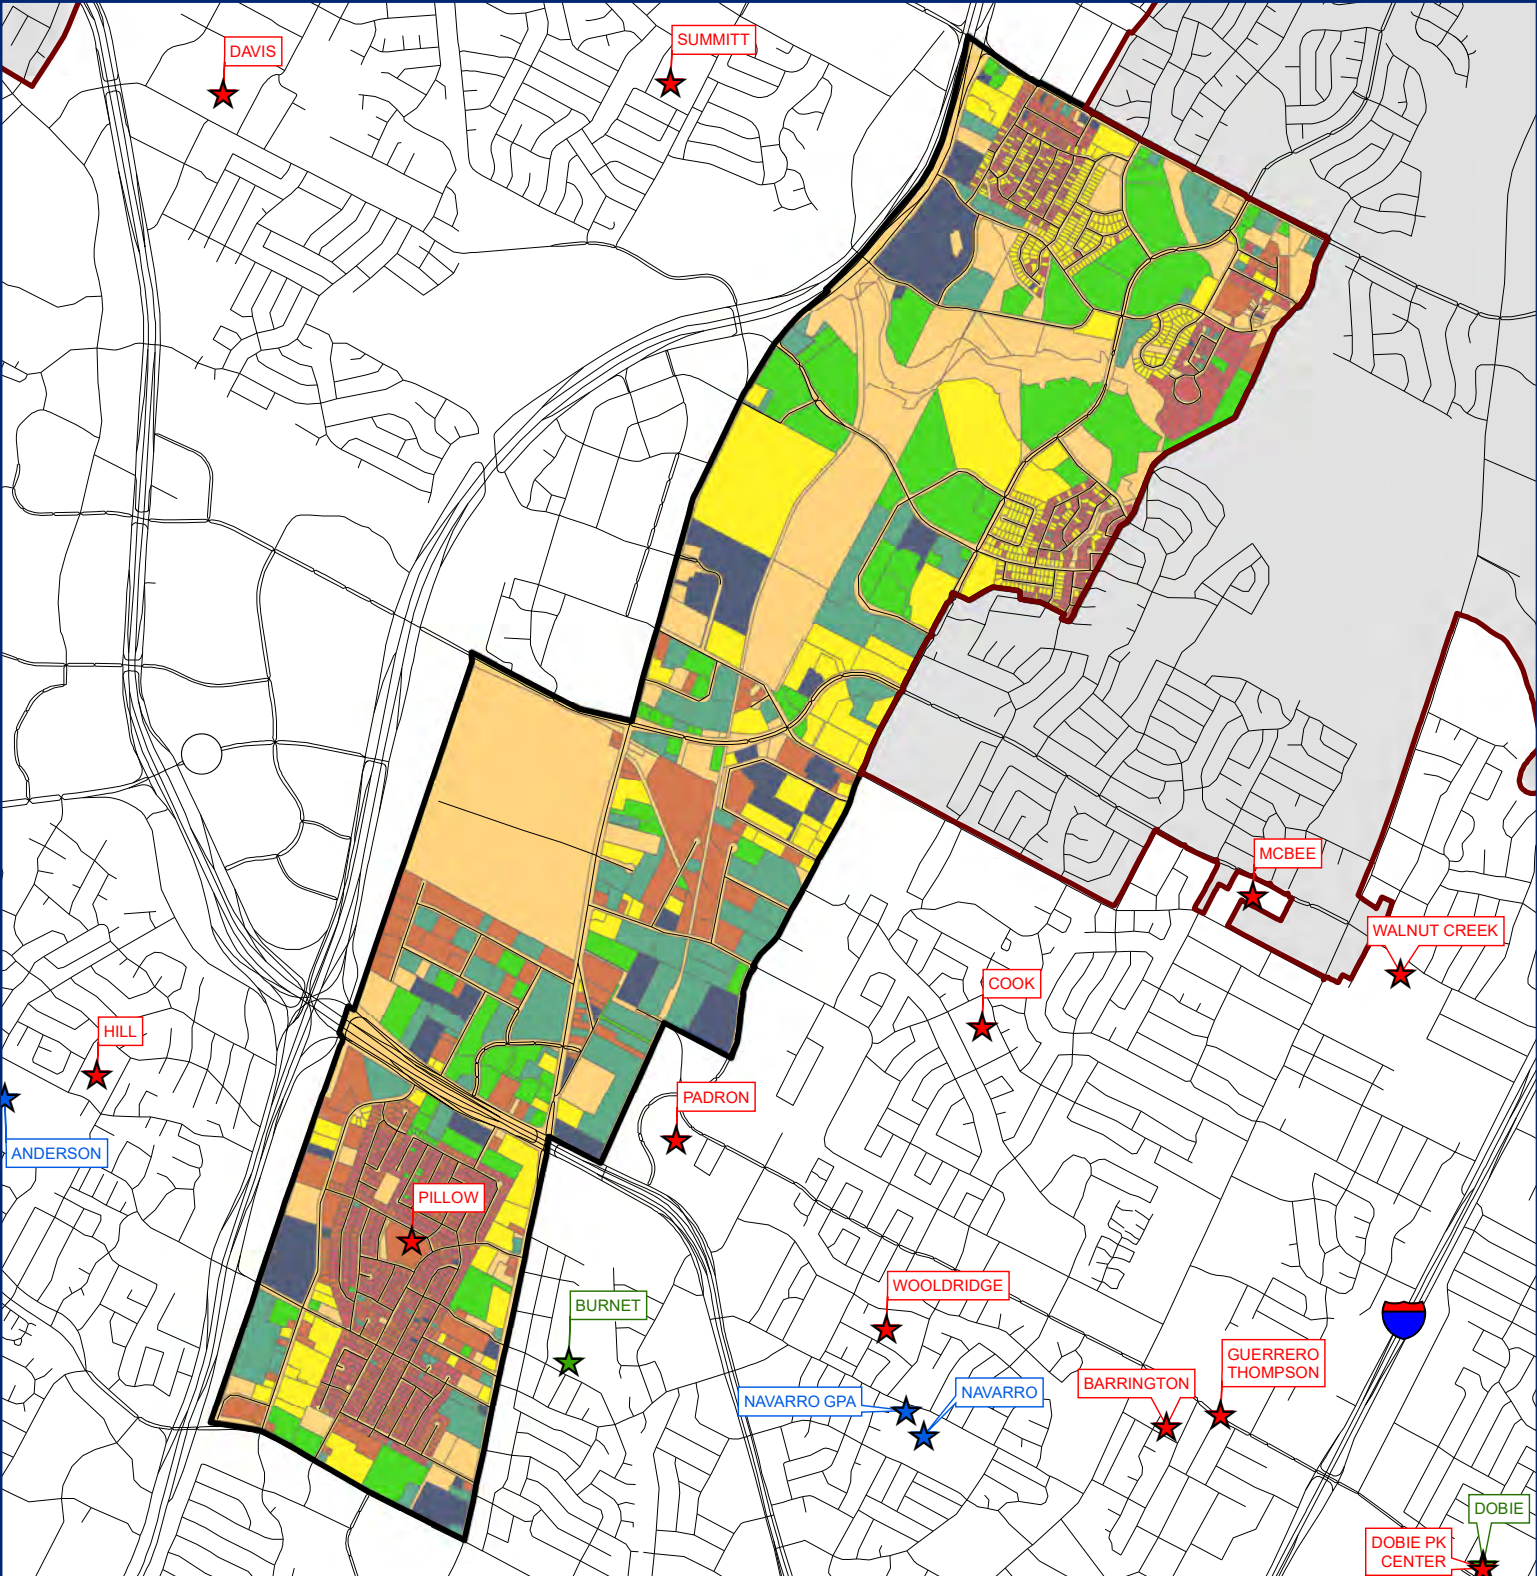 SUMMITT
DAVIS
MCBEE
WALNUT CREEK
COOK
HILL
PADRON
ANDERSON
PILLOW
WOOLDRIDGE
BURNET
GUERRERO
THOMPSON
BARRINGTON
NAVARRO
NAVARRO GPA
DOBIE
DOBIE PK
CENTER